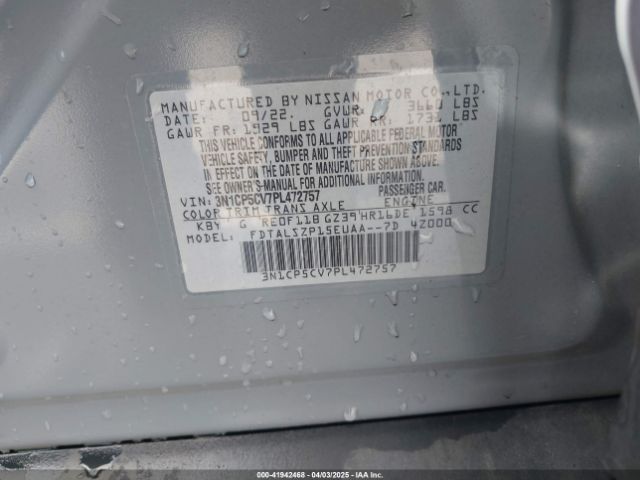 MANUFACTURED BY NISSAN MOTOR CO.,LTD.
DATE: 09/22. GVWR: 3660 LBS
GAWR FR: 1929 LBS GAWR RR: 1731 LBS
THIS VEHICLE CONFORMS TO ALL APPLICABLE FEDERAL MOTOR
VEHICLE SAFETY, BUMPER AND THEFT PREVENTION STANDARDS
IN EFFECT ON THE DATE OF MANUFACTURE SHOWN ABOVE.
SEE OWNER'S MANUAL FOR ADDITIONAL INFORMATION.
VIN: 3N1CP5CV7PL472757 PASSENGER CAR.
COLOR TRIM TRANS AXLE ENGINE
KBY G RE0F11B GZ39 HR16DE 1598 CC
MODEL: FDTALSZP15EUAA--7D 4Z000
3N1CP5CV7PL472757
000-41942468 | 04/03/2025 | IAA Inc.